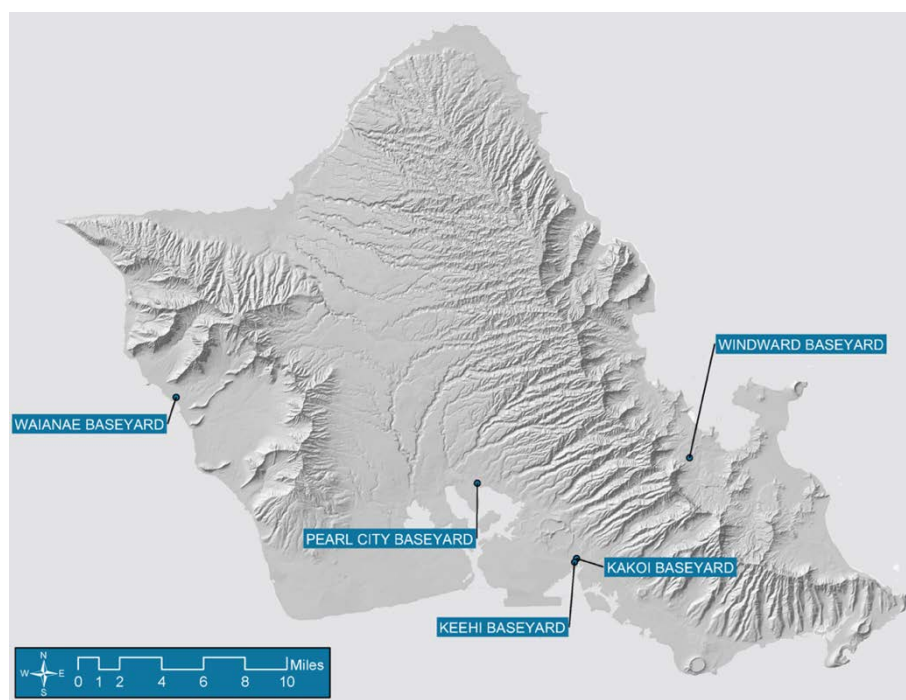 WINDWARD BASEYARD
WAIANAE BASEYARD
PEARL CITY BASEYARD
KAKOI BASEYARD
KEEHI BASEYARD
N
W E
S
Miles
0 1 2 4 6 8 10